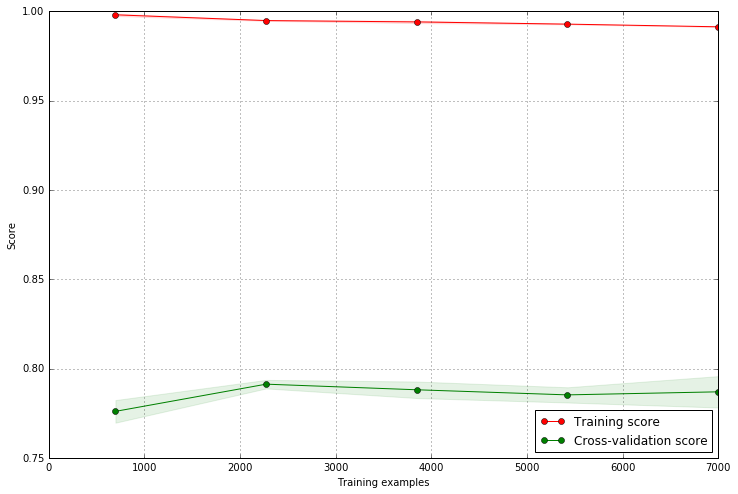 1.00
0.95
0.90
0.85
0.80
0.75
Score
0 1000 2000 3000 4000 5000 6000 7000
Training examples
Training score
Cross-validation score